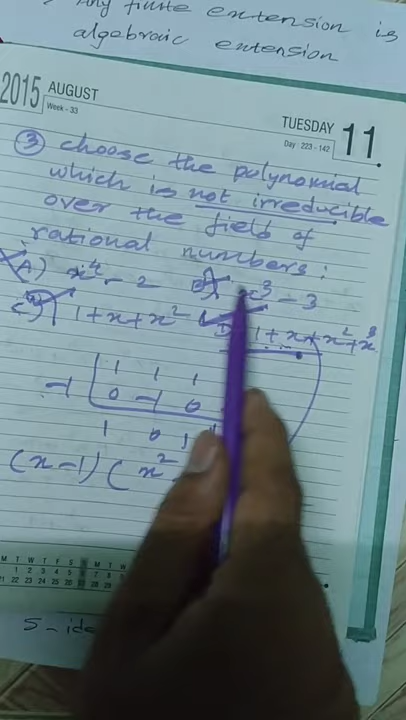 Any finite extension is
algebraic extension
2015 AUGUST
Week - 33
TUESDAY 11
Day 223 - 142
③ choose the polynomial
which is not irreducible
over the field of
rational numbers:
A) x² - 2 x³ - 3
C) 1 + x + x² D) 1 + x + x² + x³
-1 | 1 1 1
0 -1 0
1 0 1
(x - 1) ( x²
M T W T F S S M T W T F S S M T
5 - ide